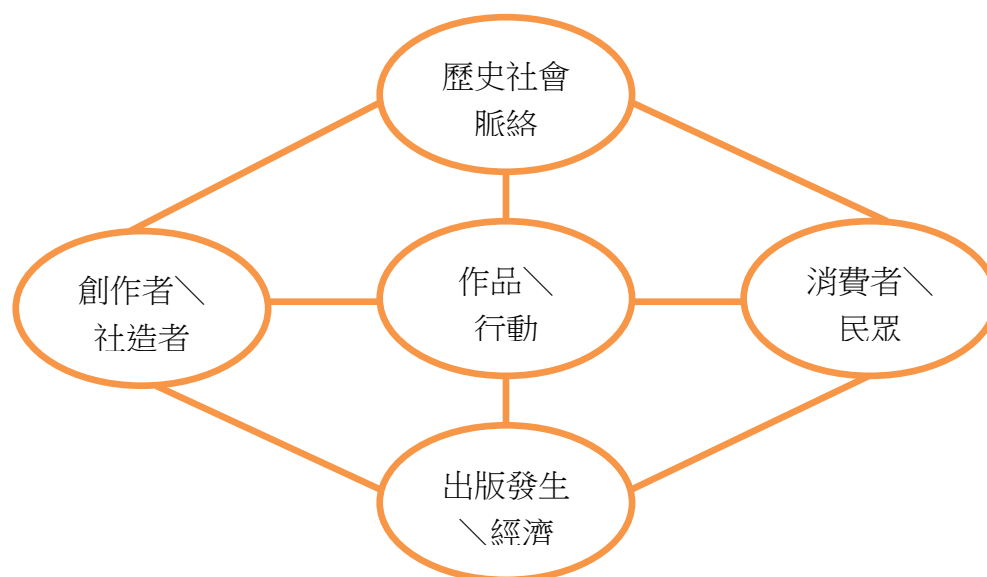 歷史社會
脈絡
創作者＼
社造者
作品＼
行動
消費者＼
民眾
出版發生
＼經濟